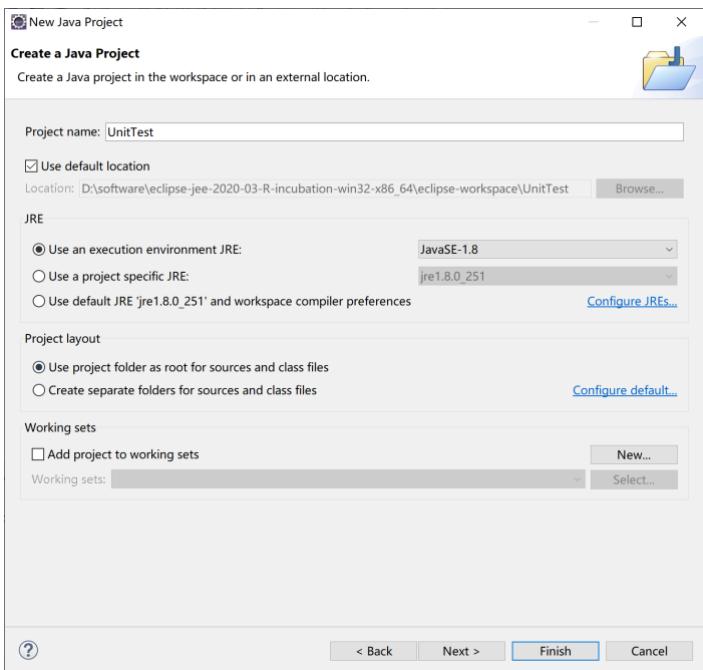 New Java Project
Create a Java Project
Create a Java project in the workspace or in an external location.
Project name: UnitTest
Use default location
Location: D:\software\eclipse-jee-2020-03-R-incubation-win32-x86_64\eclipse-workspace\UnitTest Browse...
JRE
Use an execution environment JRE: JavaSE-1.8
Use a project specific JRE: jre1.8.0_251
Use default JRE 'jre1.8.0_251' and workspace compiler preferences Configure JREs...
Project layout
Use project folder as root for sources and class files
Create separate folders for sources and class files Configure default...
Working sets
Add project to working sets New...
Working sets: Select...
? < Back Next > Finish Cancel